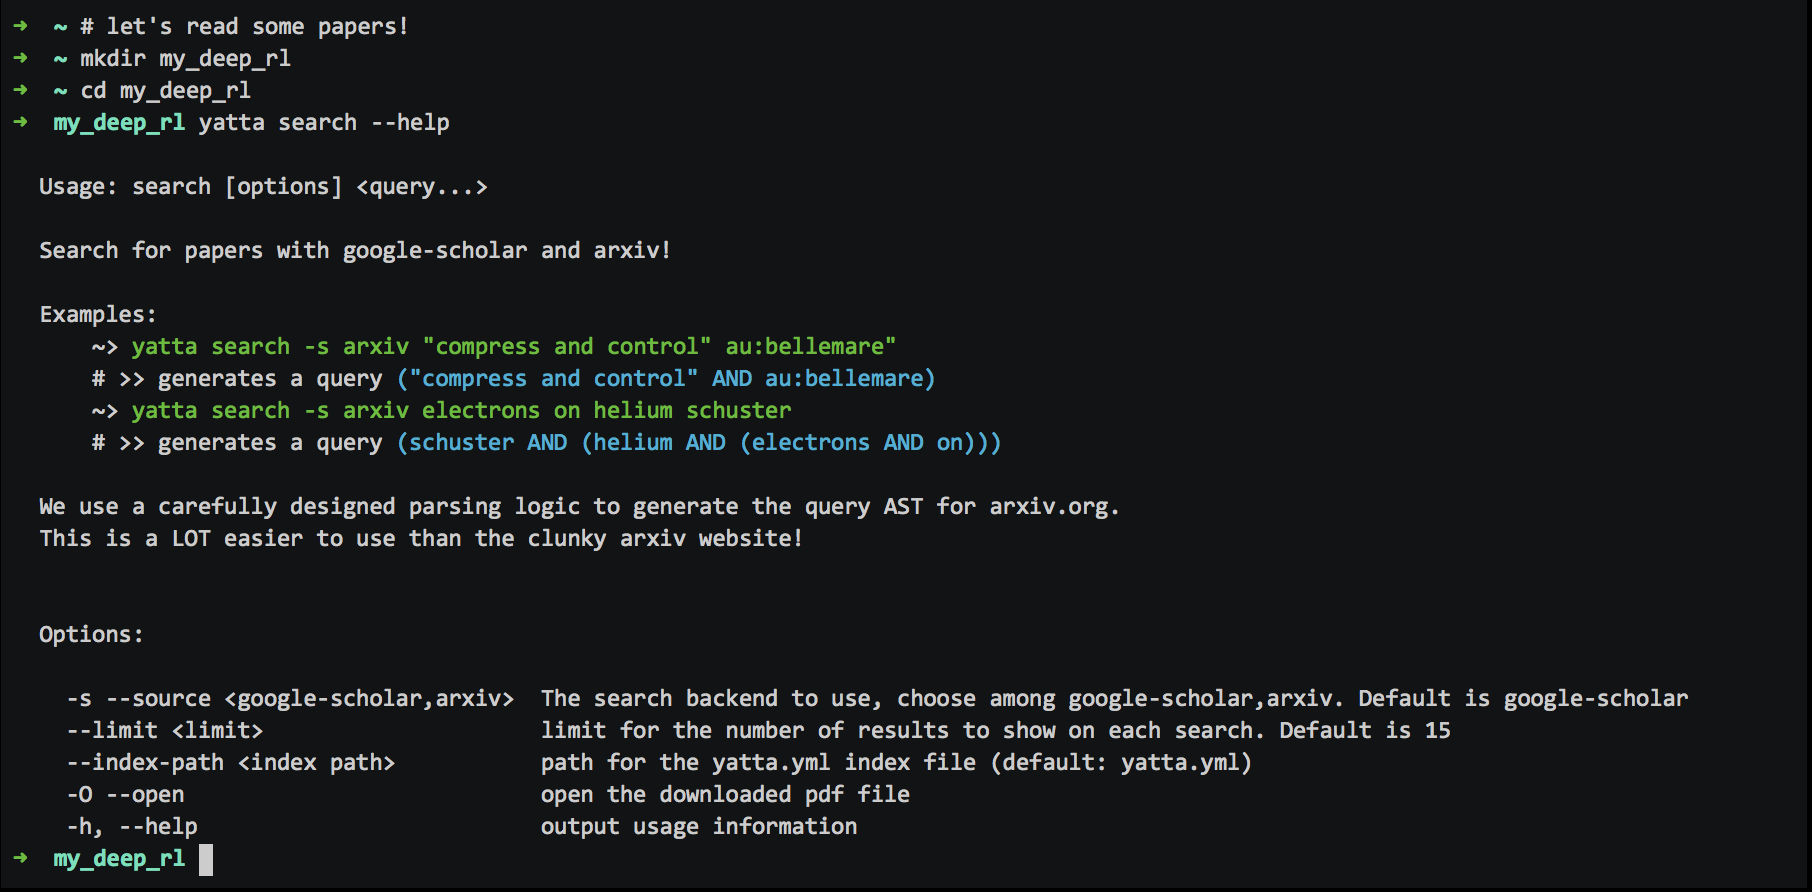 ➜  ~ # let's read some papers!
➜  ~ mkdir my_deep_rl
➜  ~ cd my_deep_rl
➜  my_deep_rl yatta search --help
Usage: search [options] <query...>
Search for papers with google-scholar and arxiv!
Examples:
~> yatta search -s arxiv "compress and control" au:bellemare"
# >> generates a query ("compress and control" AND au:bellemare)
~> yatta search -s arxiv electrons on helium schuster
# >> generates a query (schuster AND (helium AND (electrons AND on)))
We use a carefully designed parsing logic to generate the query AST for arxiv.org.
This is a LOT easier to use than the clunky arxiv website!
Options:
-s --source <google-scholar,arxiv>  The search backend to use, choose among google-scholar,arxiv. Default is google-scholar
--limit <limit>  limit for the number of results to show on each search. Default is 15
--index-path <index path>  path for the yatta.yml index file (default: yatta.yml)
-O --open  open the downloaded pdf file
-h, --help  output usage information
➜  my_deep_rl